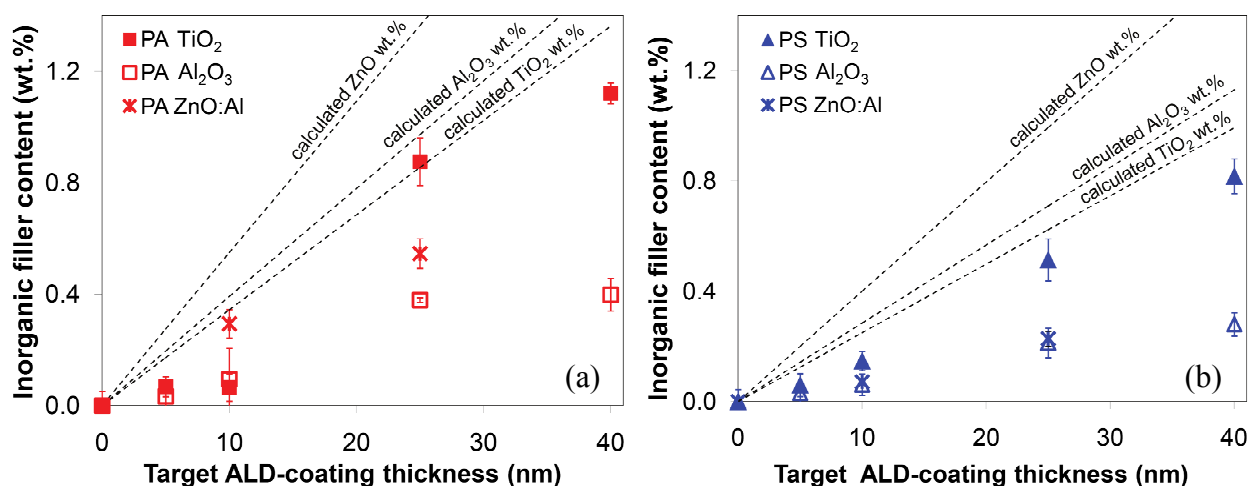 Inorganic filler content (wt.%)
1.2
0.8
0.4
0.0
PA TiO₂
PA Al₂O₃
PA ZnO:Al
calculated ZnO wt.%
calculated Al₂O₃ wt.%
calculated TiO₂ wt.%
(a)
0 10 20 30 40
Target ALD-coating thickness (nm)
Inorganic filler content (wt.%)
1.2
0.8
0.4
0.0
PS TiO₂
PS Al₂O₃
PS ZnO:Al
calculated ZnO wt.%
calculated Al₂O₃ wt.%
calculated TiO₂ wt.%
(b)
0 10 20 30 40
Target ALD-coating thickness (nm)